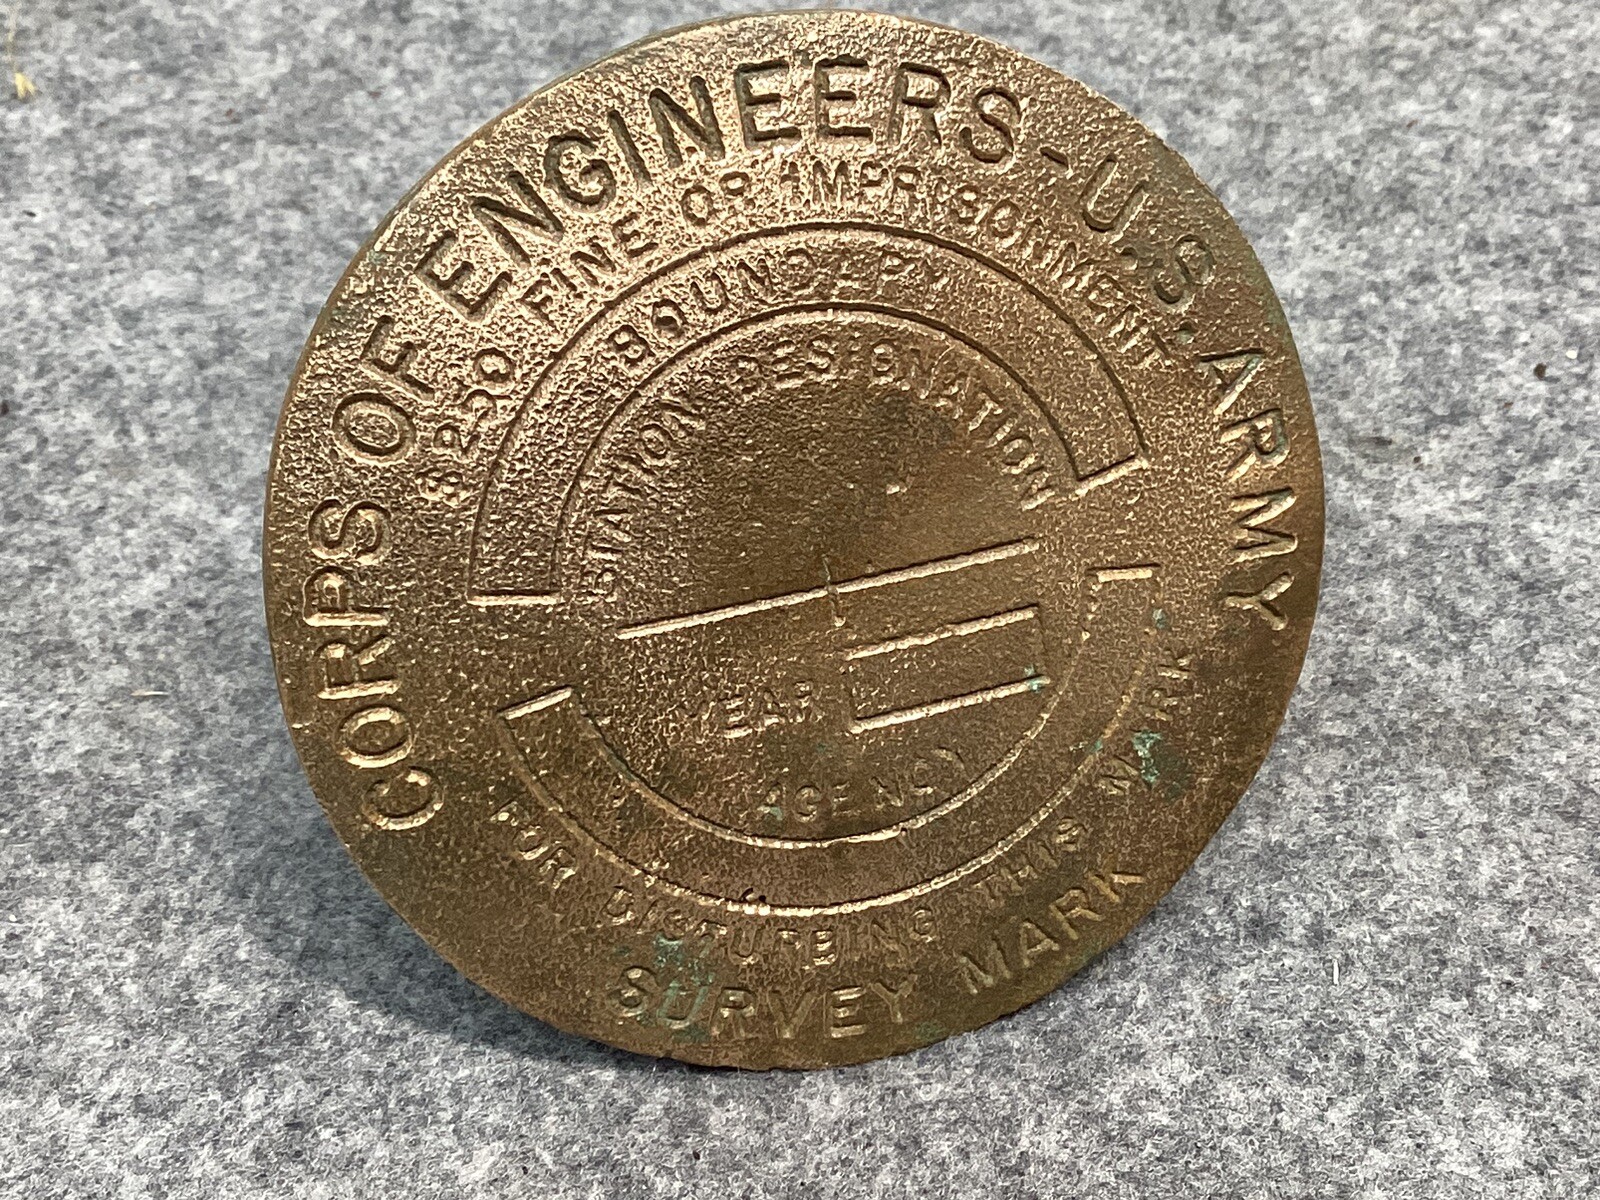 CORPS OF ENGINEERS-U.S. ARMY
$250 FINE OR IMPRISONMENT
BOUNDARY
STATION DESIGNATION
YEAR
AGENCY
FOR DISTURBING THIS MARK
SURVEY MARK